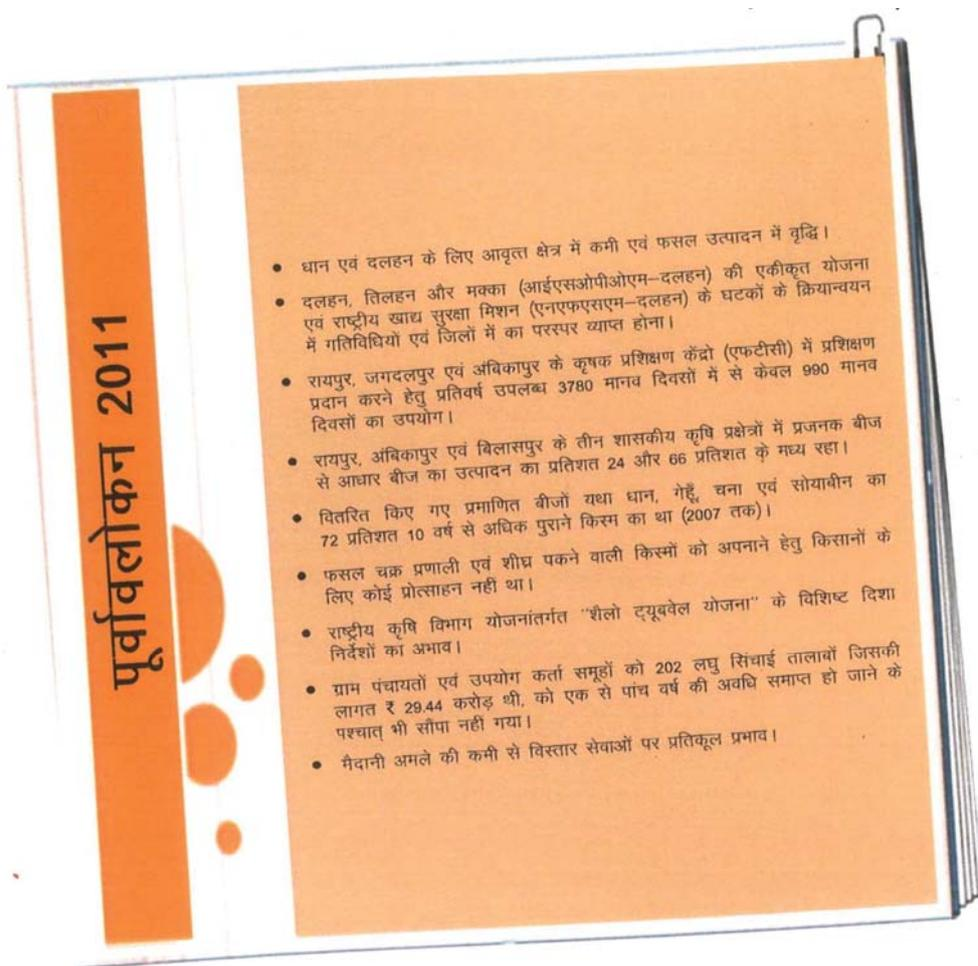 पूर्वावलोकन 2011
• धान एवं दलहन के लिए आवृत्त क्षेत्र में कमी एवं फसल उत्पादन में वृद्धि।
• दलहन, तिलहन और मक्का (आईएसओपीओएम–दलहन) की एकीकृत योजना
एवं राष्ट्रीय खाद्य सुरक्षा मिशन (एनएफएसएम–दलहन) के घटकों के क्रियान्वयन
में गतिविधियों एवं जिलों में का परस्पर व्याप्त होना।
• रायपुर, जगदलपुर एवं अंबिकापुर के कृषक प्रशिक्षण केंद्रो (एफटीसी) में प्रशिक्षण
प्रदान करने हेतु प्रतिवर्ष उपलब्ध 3780 मानव दिवसों में से केवल 990 मानव
दिवसों का उपयोग।
• रायपुर, अंबिकापुर एवं बिलासपुर के तीन शासकीय कृषि प्रक्षेत्रों में प्रजनक बीज
से आधार बीज का उत्पादन का प्रतिशत 24 और 66 प्रतिशत के मध्य रहा।
• वितरित किए गए प्रमाणित बीजों यथा धान, गेहूँ, चना एवं सोयाबीन का
72 प्रतिशत 10 वर्ष से अधिक पुराने किस्म का था (2007 तक)।
• फसल चक्र प्रणाली एवं शीघ्र पकने वाली किस्मों को अपनाने हेतु किसानों के
लिए कोई प्रोत्साहन नहीं था।
• राष्ट्रीय कृषि विभाग योजनांतर्गत "शैलो ट्यूबवेल योजना" के विशिष्ट दिशा
निर्देशों का अभाव।
• ग्राम पंचायतों एवं उपयोग कर्ता समूहों को 202 लघु सिंचाई तालाबों जिसकी
लागत ₹ 29.44 करोड़ थी, को एक से पांच वर्ष की अवधि समाप्त हो जाने के
पश्चात् भी सौंपा नहीं गया।
• मैदानी अमले की कमी से विस्तार सेवाओं पर प्रतिकूल प्रभाव।